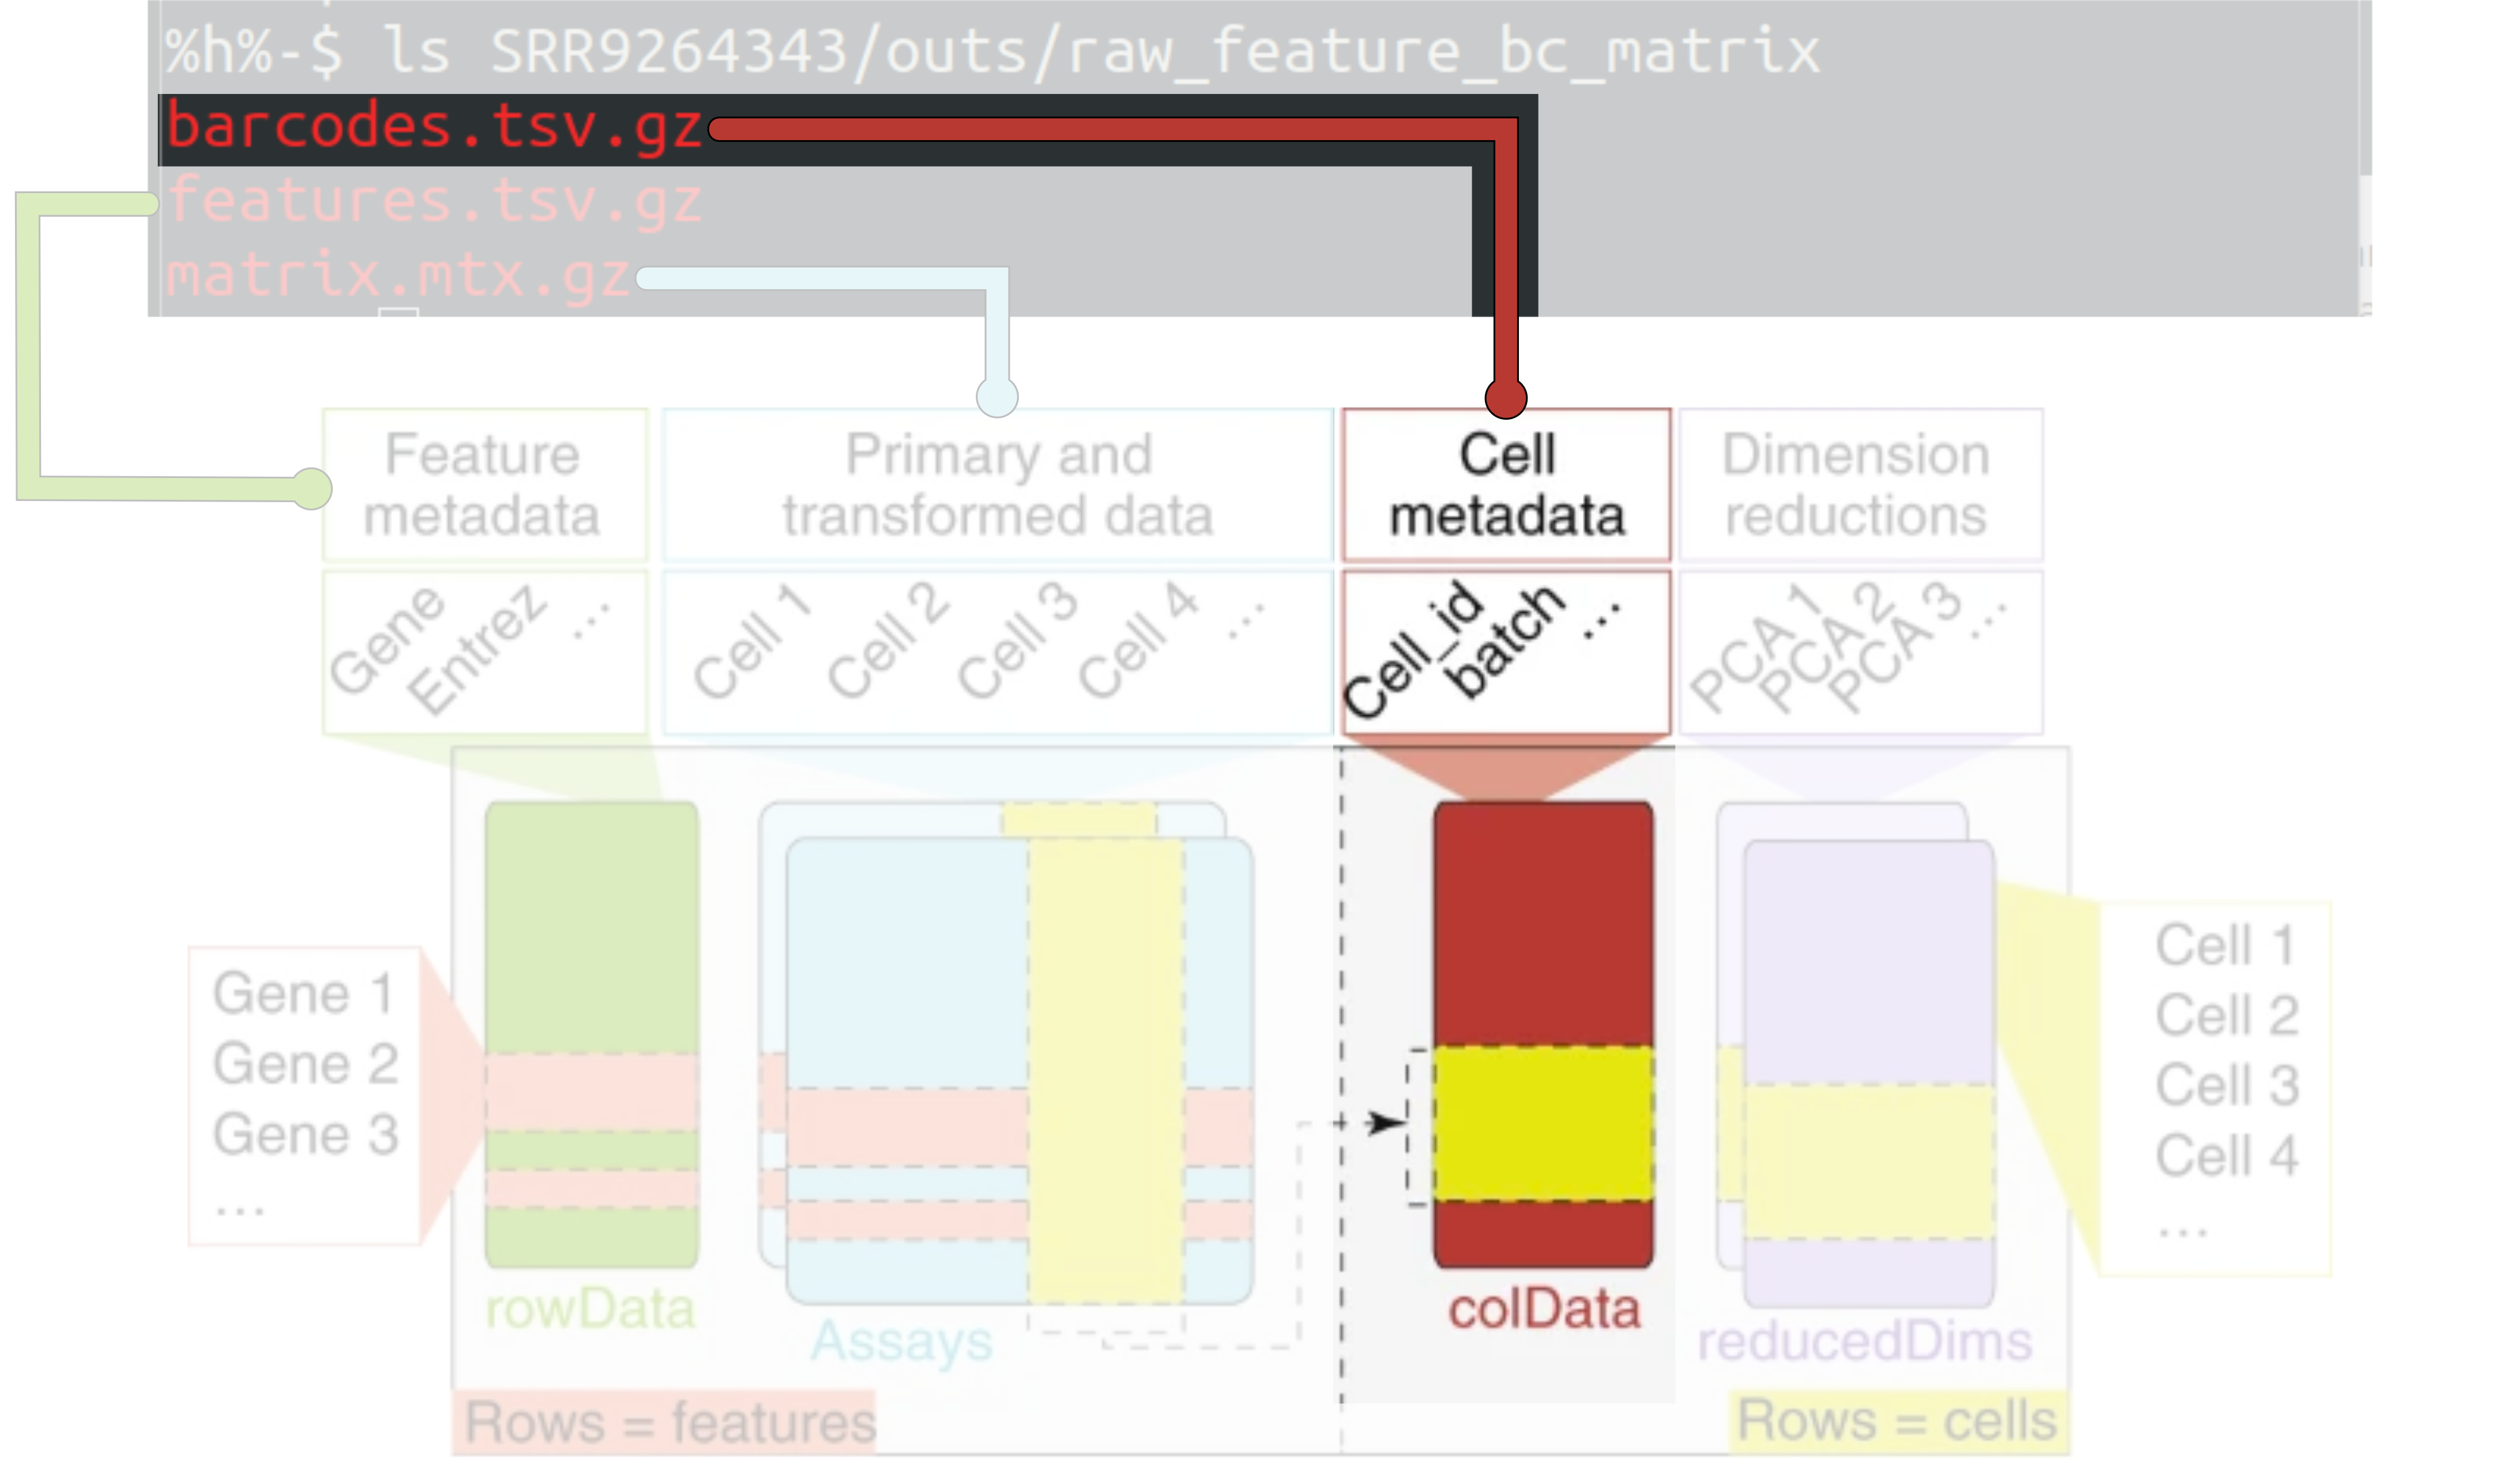 %h%-$ ls SRR9264343/outs/raw_feature_bc_matrix
barcodes.tsv.gz
features.tsv.gz
matrix.mtx.gz
Feature
metadata
Primary and
transformed data
Cell
metadata
Dimension
reductions
Gene
Entrez
...
Cell 1
Cell 2
Cell 3
Cell 4
...
Cell_id
batch
...
PCA 1
PCA 2
PCA 3
...
Gene 1
Gene 2
Gene 3
...
Cell 1
Cell 2
Cell 3
Cell 4
...
rowData
Assays
colData
reducedDims
Rows = features
Rows = cells